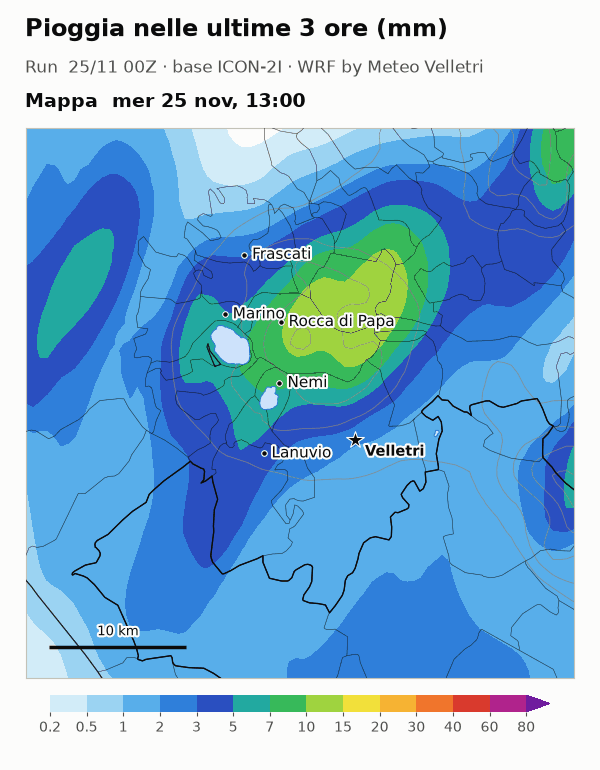 Pioggia nelle ultime 3 ore (mm)
Run  25/11 00Z · base ICON-2I · WRF by Meteo Velletri
Mappa  mer 25 nov, 13:00
Frascati
Marino
Rocca di Papa
Nemi
Velletri
Lanuvio
10 km
0.2 0.5 1 2 3 5 7 10 15 20 30 40 60 80